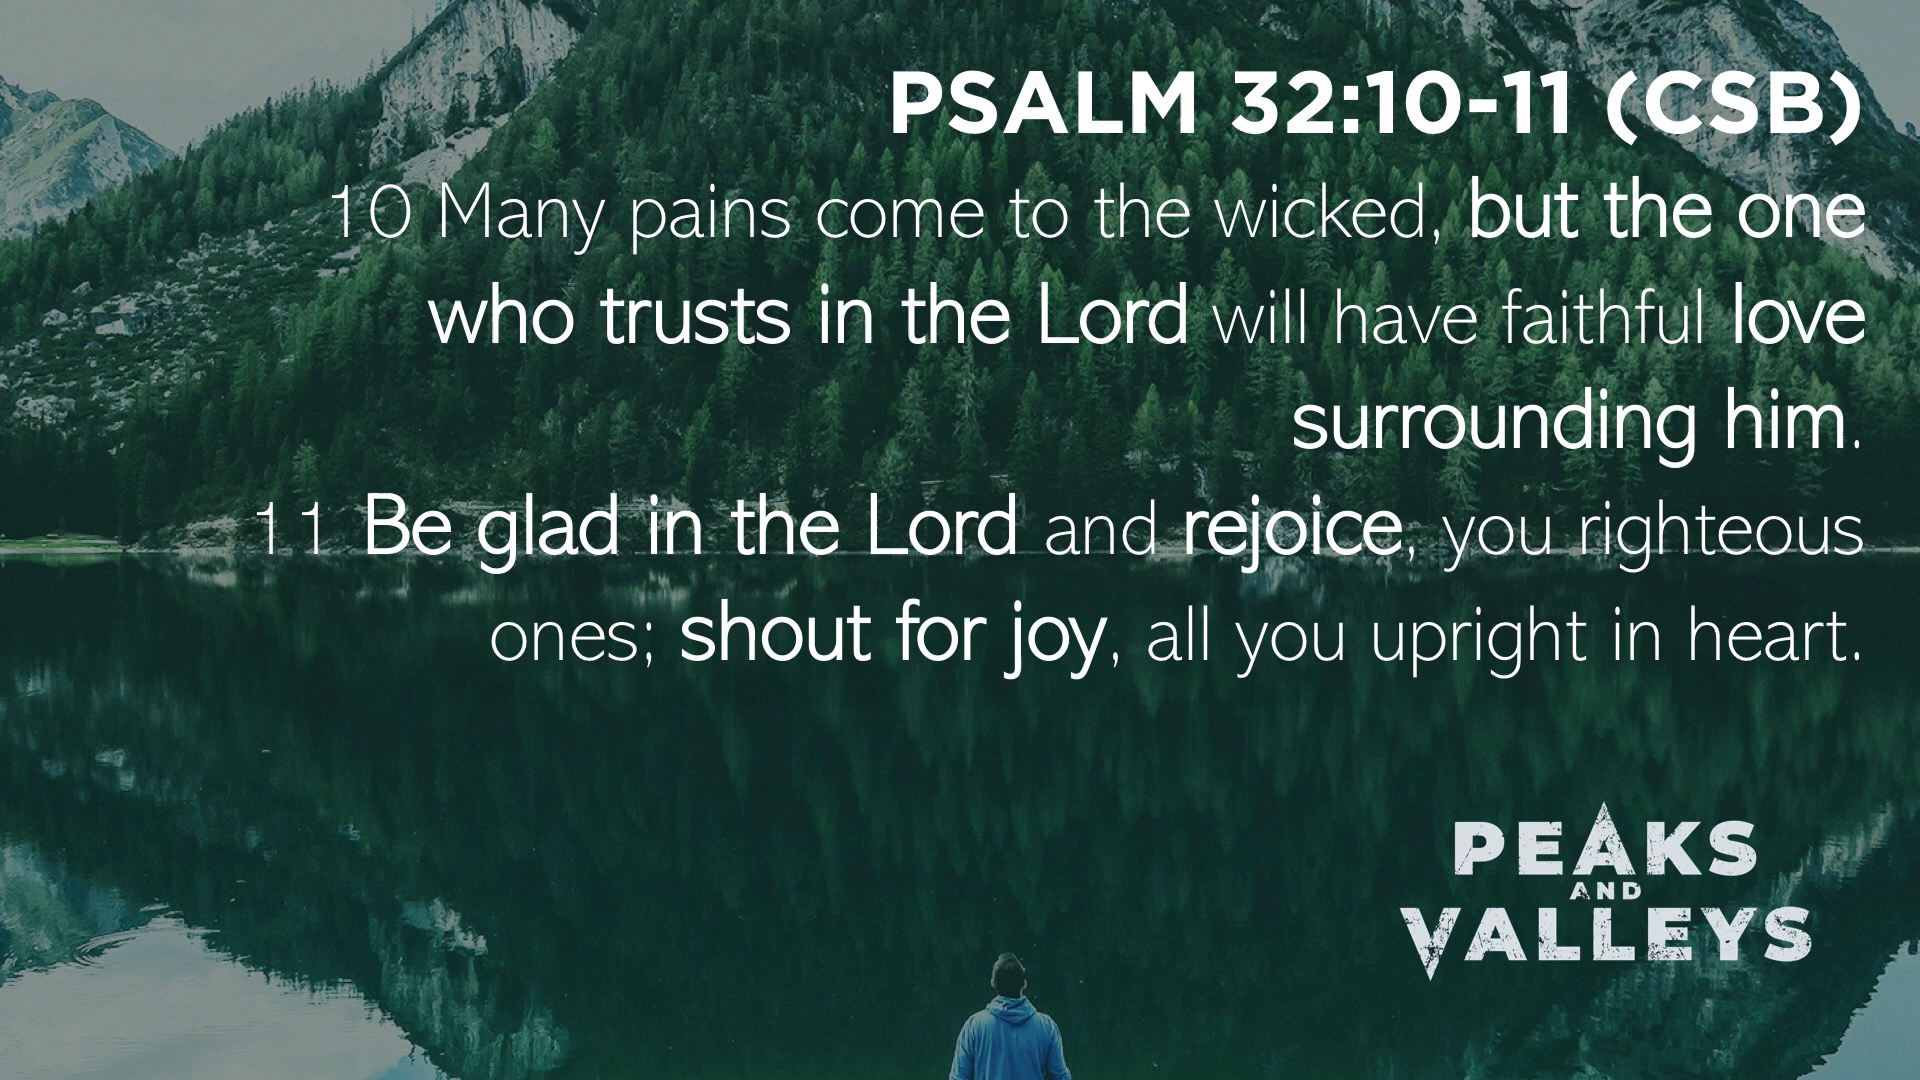 PSALM 32:10-11 (CSB)
10 Many pains come to the wicked, but the one
who trusts in the Lord will have faithful love
surrounding him.
11 Be glad in the Lord and rejoice, you righteous
ones; shout for joy, all you upright in heart.
PEAKS
AND
VALLEYS